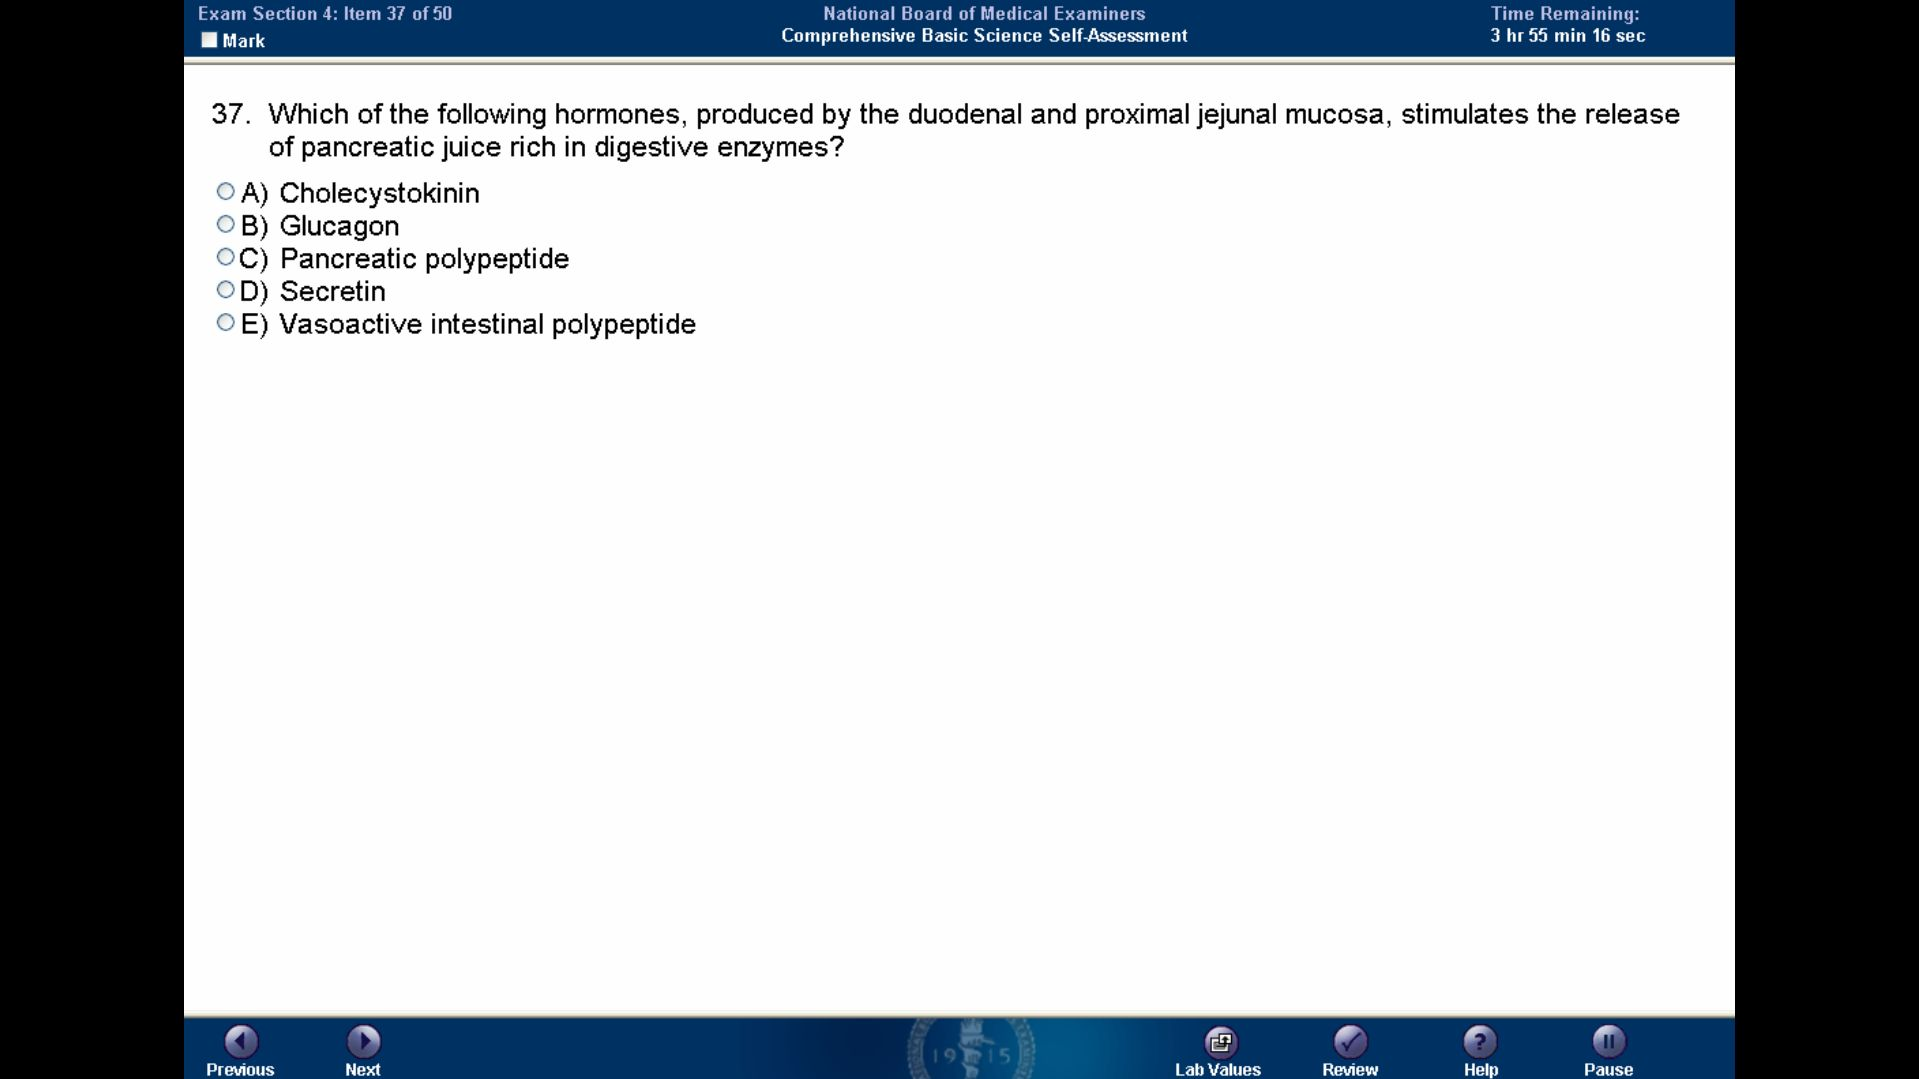 Exam Section 4: Item 37 of 50
National Board of Medical Examiners
Time Remaining:
Mark
Comprehensive Basic Science Self-Assessment
3 hr 55 min 16 sec
37. Which of the following hormones, produced by the duodenal and proximal jejunal mucosa, stimulates the release
of pancreatic juice rich in digestive enzymes?
A) Cholecystokinin
B) Glucagon
C) Pancreatic polypeptide
D) Secretin
E) Vasoactive intestinal polypeptide
19 15
Previous
Next
Lab Values
Review
Help
Pause